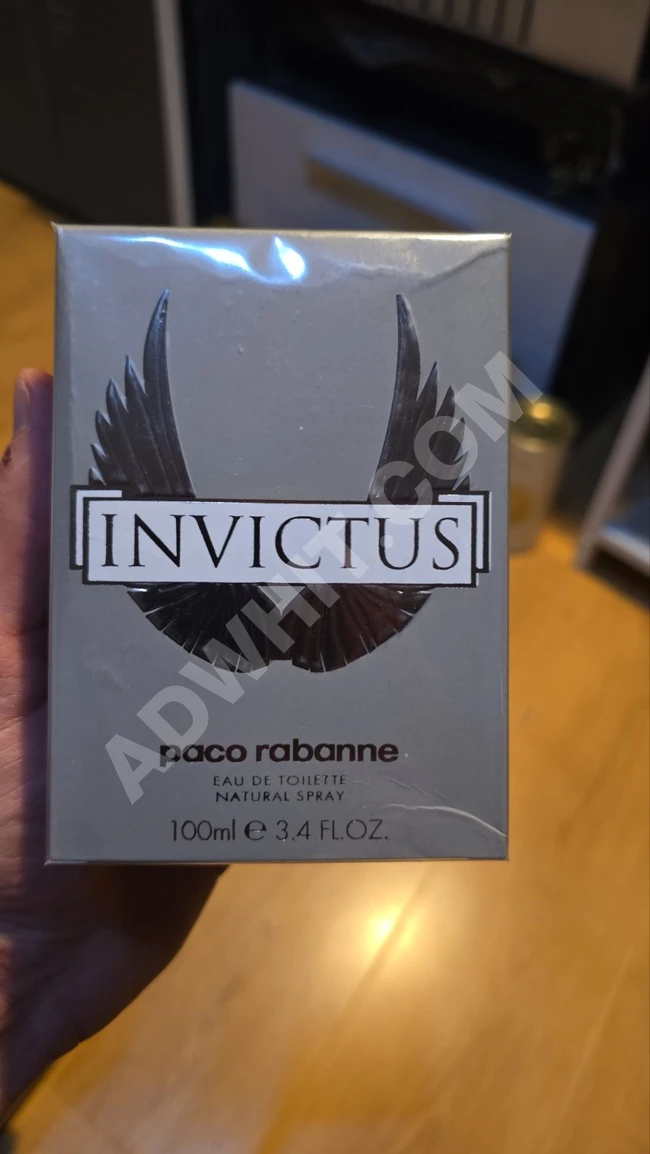 INVICTUS
paco rabanne
EAU DE TOILETTE
NATURAL SPRAY
100ml ℮ 3.4 FL.OZ.
ADWHIT.COM